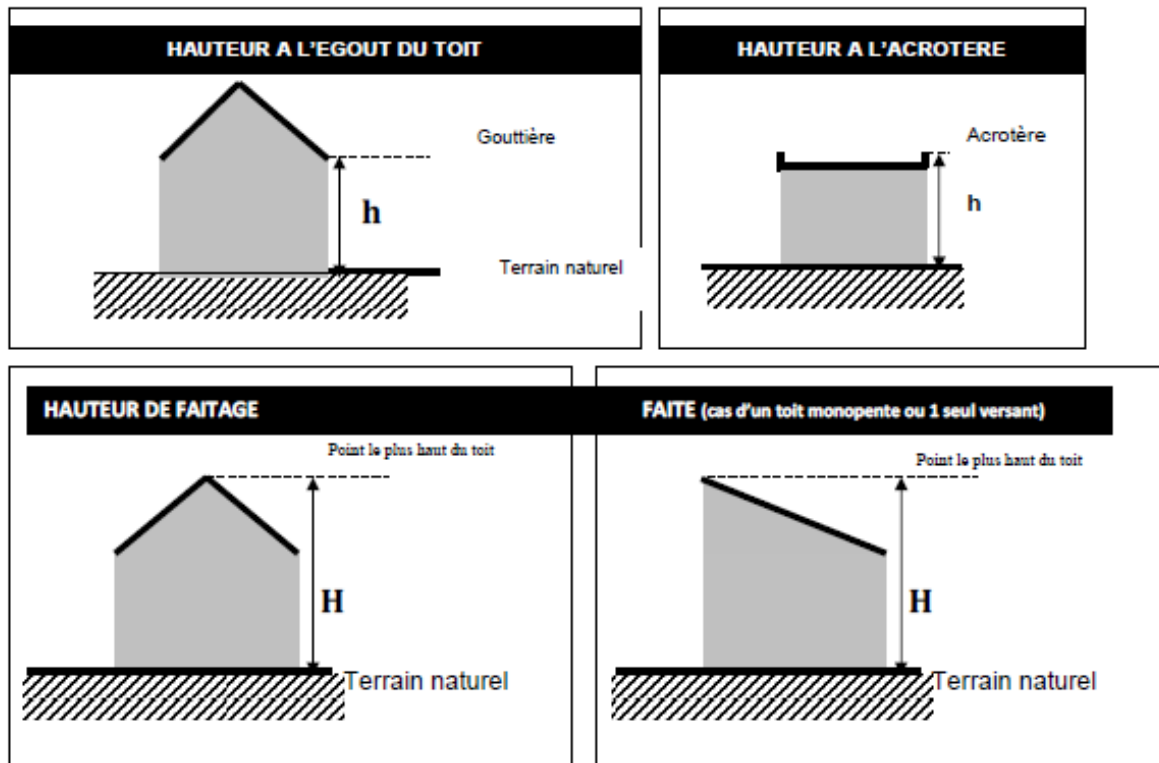 HAUTEUR A L'EGOUT DU TOIT
Gouttière
h
Terrain naturel
HAUTEUR A L'ACROTERE
Acrotère
h
HAUTEUR DE FAITAGE
Point le plus haut du toit
H
Terrain naturel
FAITE (cas d'un toit monopente ou 1 seul versant)
Point le plus haut du toit
H
Terrain naturel